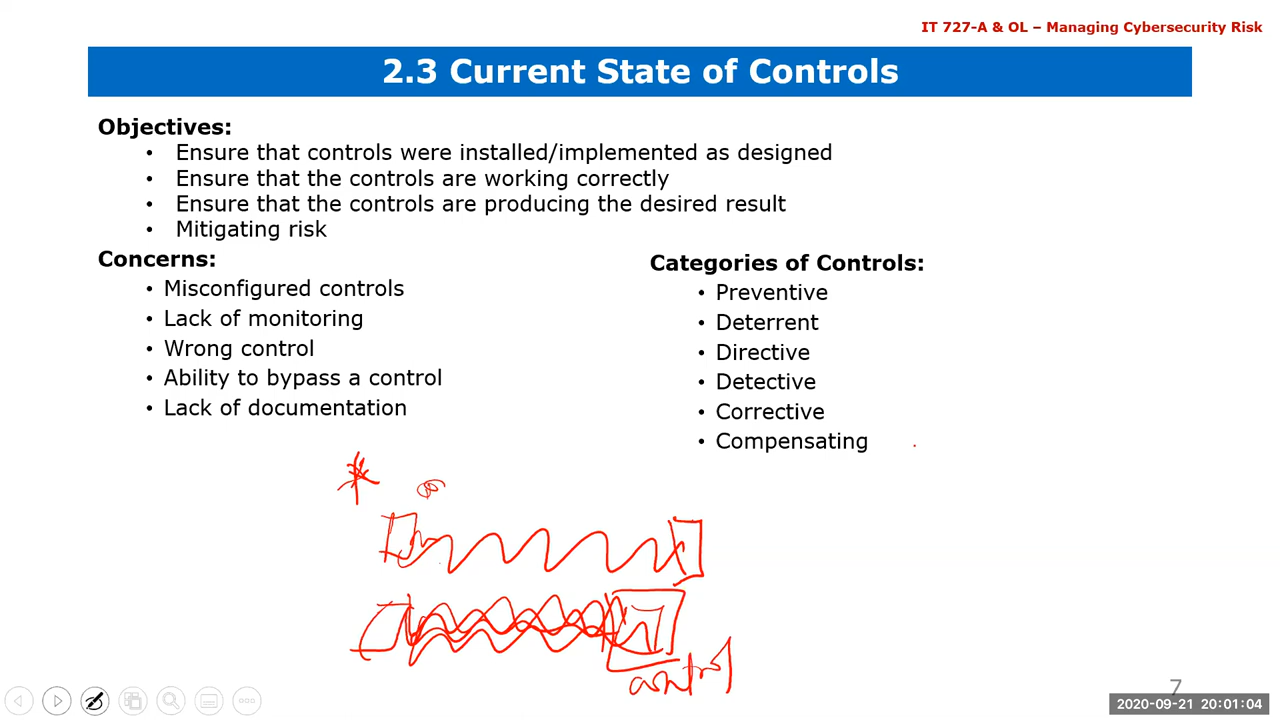 IT 727-A & OL – Managing Cybersecurity Risk
2.3 Current State of Controls
Objectives:
• Ensure that controls were installed/implemented as designed
• Ensure that the controls are working correctly
• Ensure that the controls are producing the desired result
• Mitigating risk
Concerns:
• Misconfigured controls
• Lack of monitoring
• Wrong control
• Ability to bypass a control
• Lack of documentation
Categories of Controls:
• Preventive
• Deterrent
• Directive
• Detective
• Corrective
• Compensating
control
7
2020-09-21 20:01:04